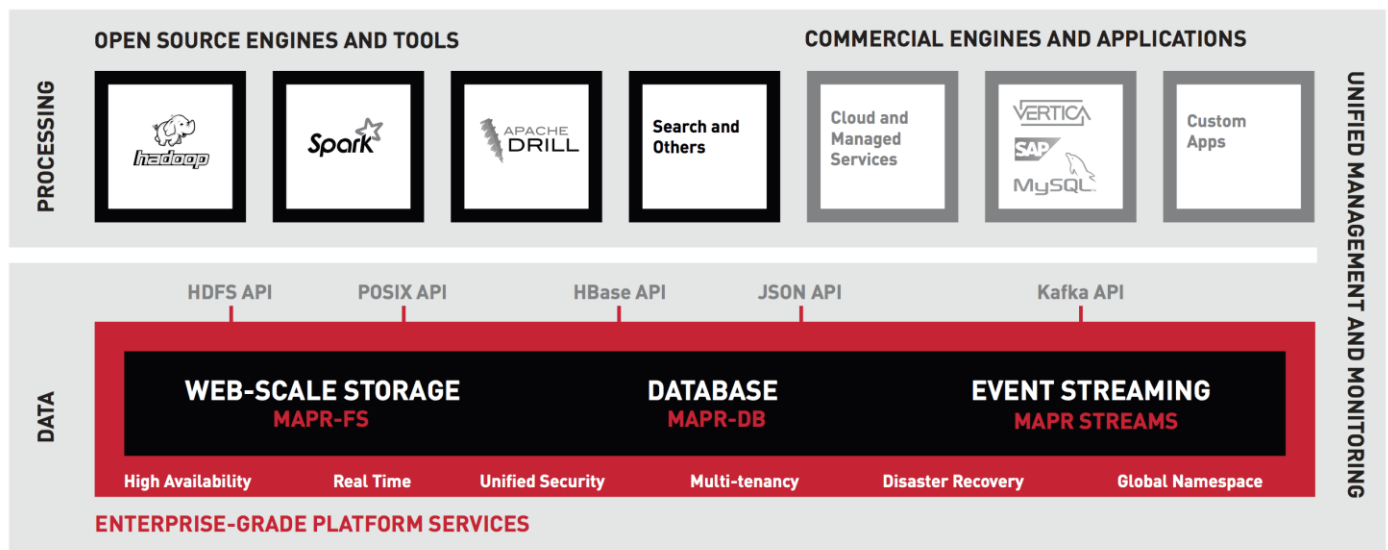 OPEN SOURCE ENGINES AND TOOLS
COMMERCIAL ENGINES AND APPLICATIONS
PROCESSING
hadoop
Spark
APACHE
DRILL
Search and
Others
Cloud and
Managed
Services
VERTICA
SAP
MySQL
Custom
Apps
UNIFIED MANAGEMENT AND MONITORING
DATA
HDFS API
POSIX API
HBase API
JSON API
Kafka API
WEB-SCALE STORAGE
MAPR-FS
DATABASE
MAPR-DB
EVENT STREAMING
MAPR STREAMS
High Availability
Real Time
Unified Security
Multi-tenancy
Disaster Recovery
Global Namespace
ENTERPRISE-GRADE PLATFORM SERVICES